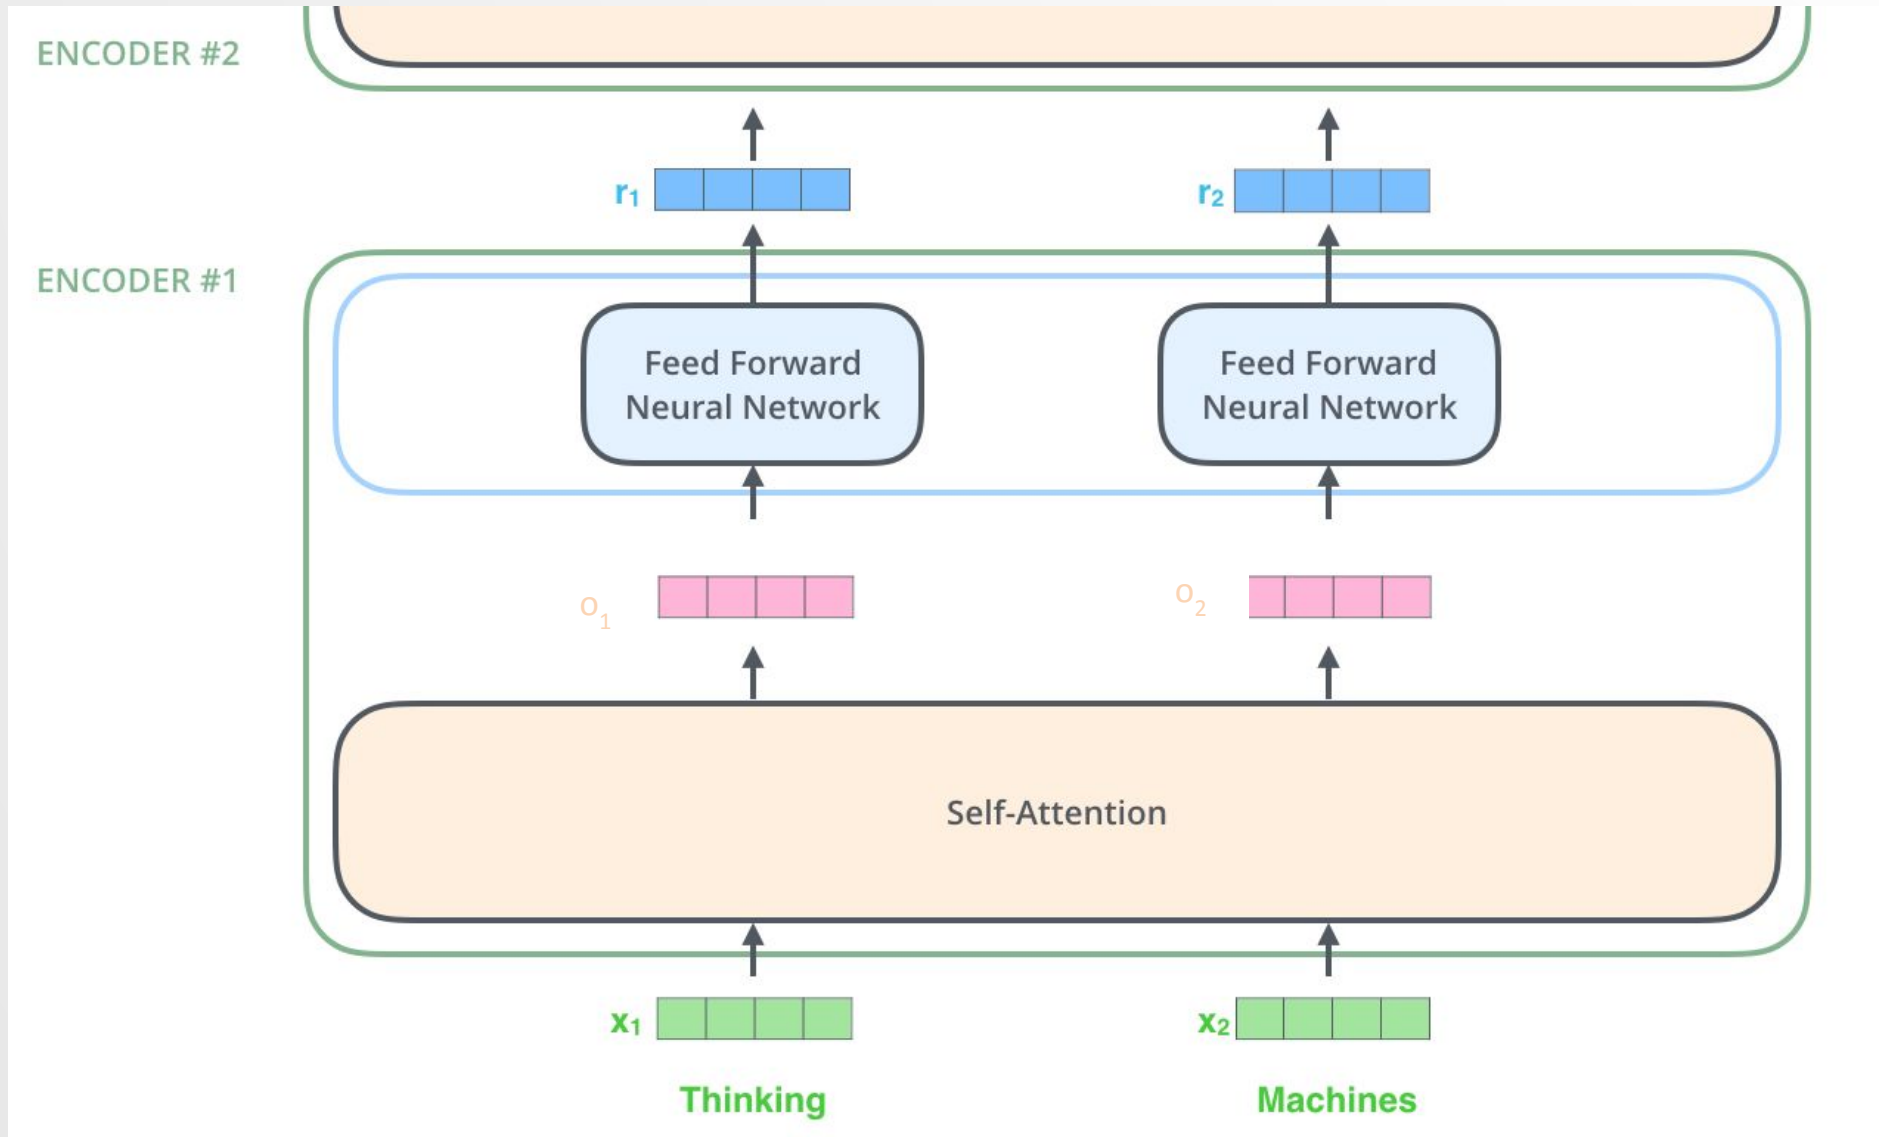 ENCODER #2
r₁
r₂
ENCODER #1
Feed Forward
Neural Network
Feed Forward
Neural Network
o₁
o₂
Self-Attention
x₁
x₂
Thinking
Machines